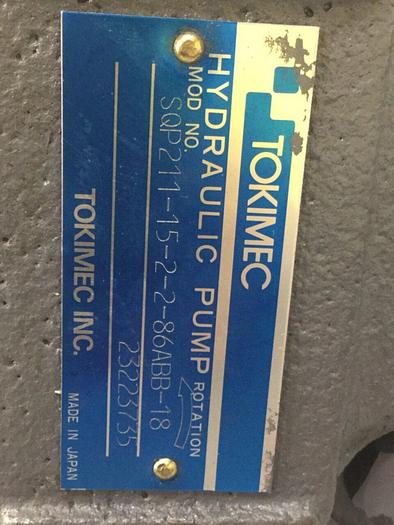 TOKIMEC
HYDRAULIC PUMP
MOD NO. ROTATION
SQP211-15-2-2-86ABB-18
23223735
TOKIMEC INC. MADE IN JAPAN